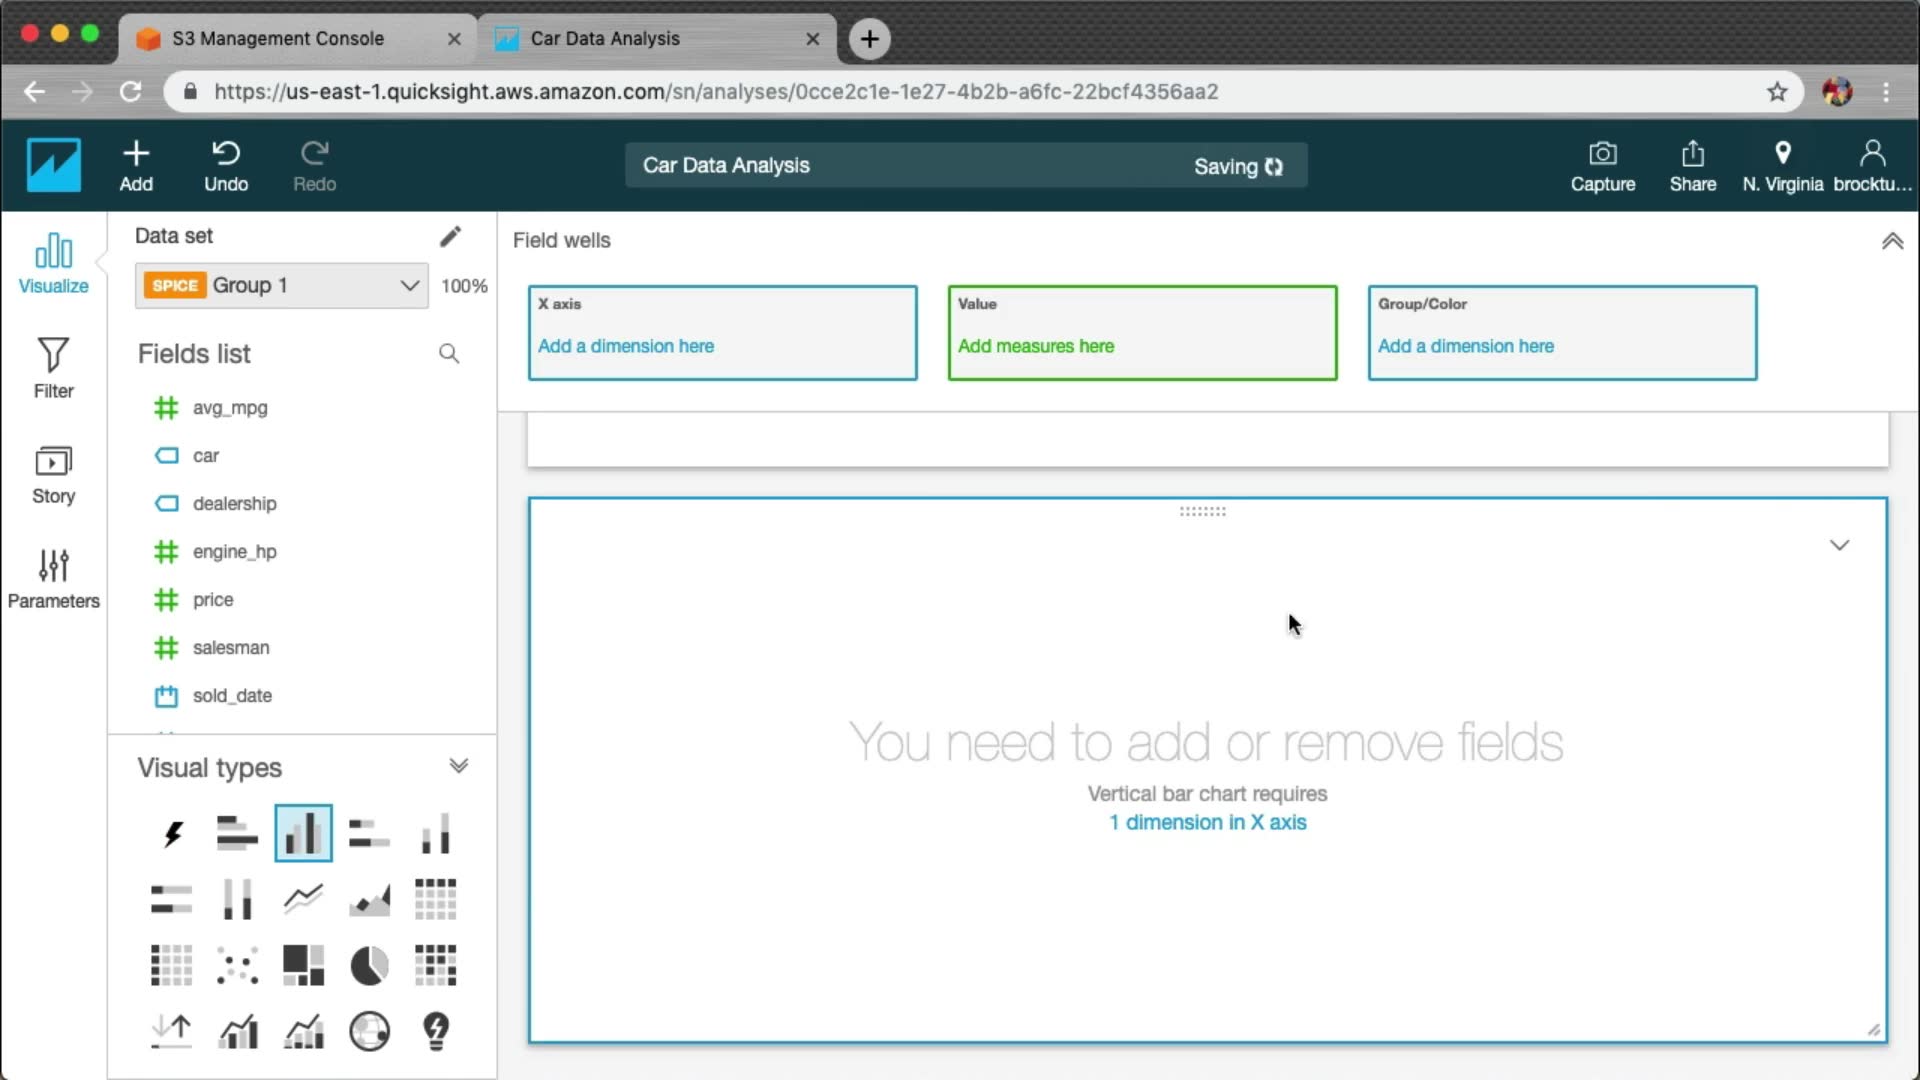 S3 Management Console
Car Data Analysis
https://us-east-1.quicksight.aws.amazon.com/sn/analyses/0cce2c1e-1e27-4b2b-a6fc-22bcf4356aa2
Add
Undo
Redo
Car Data Analysis
Saving
Capture
Share
N. Virginia
brocktu...
Visualize
Filter
Story
Parameters
Data set
SPICE Group 1
100%
Fields list
avg_mpg
car
dealership
engine_hp
price
salesman
sold_date
Visual types
Field wells
X axis
Add a dimension here
Value
Add measures here
Group/Color
Add a dimension here
You need to add or remove fields
Vertical bar chart requires
1 dimension in X axis